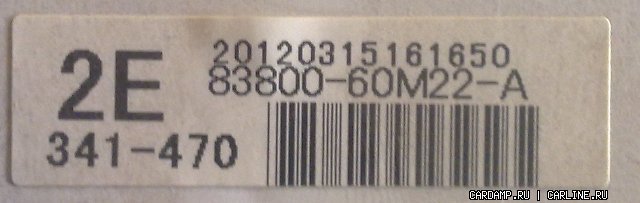 2E
20120315161650
83800-60M22-A
341-470
CARDAMP.RU | CARLINE.RU